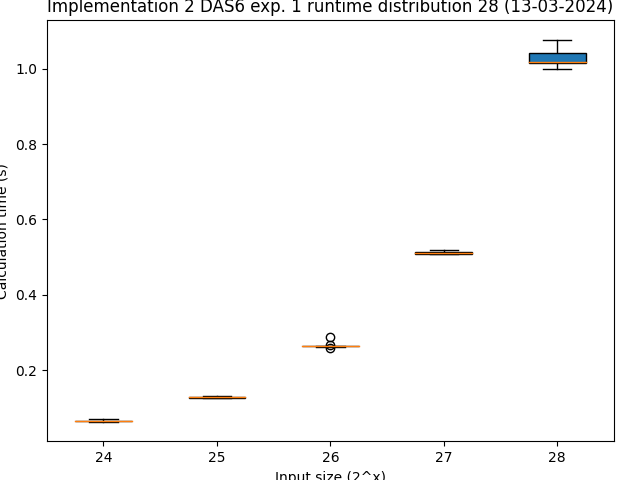 Implementation 2 DAS6 exp. 1 runtime distribution 28 (13-03-2024)
1.0
0.8
0.6
0.4
0.2
Calculation time (s)
24 25 26 27 28
Input size (2^x)